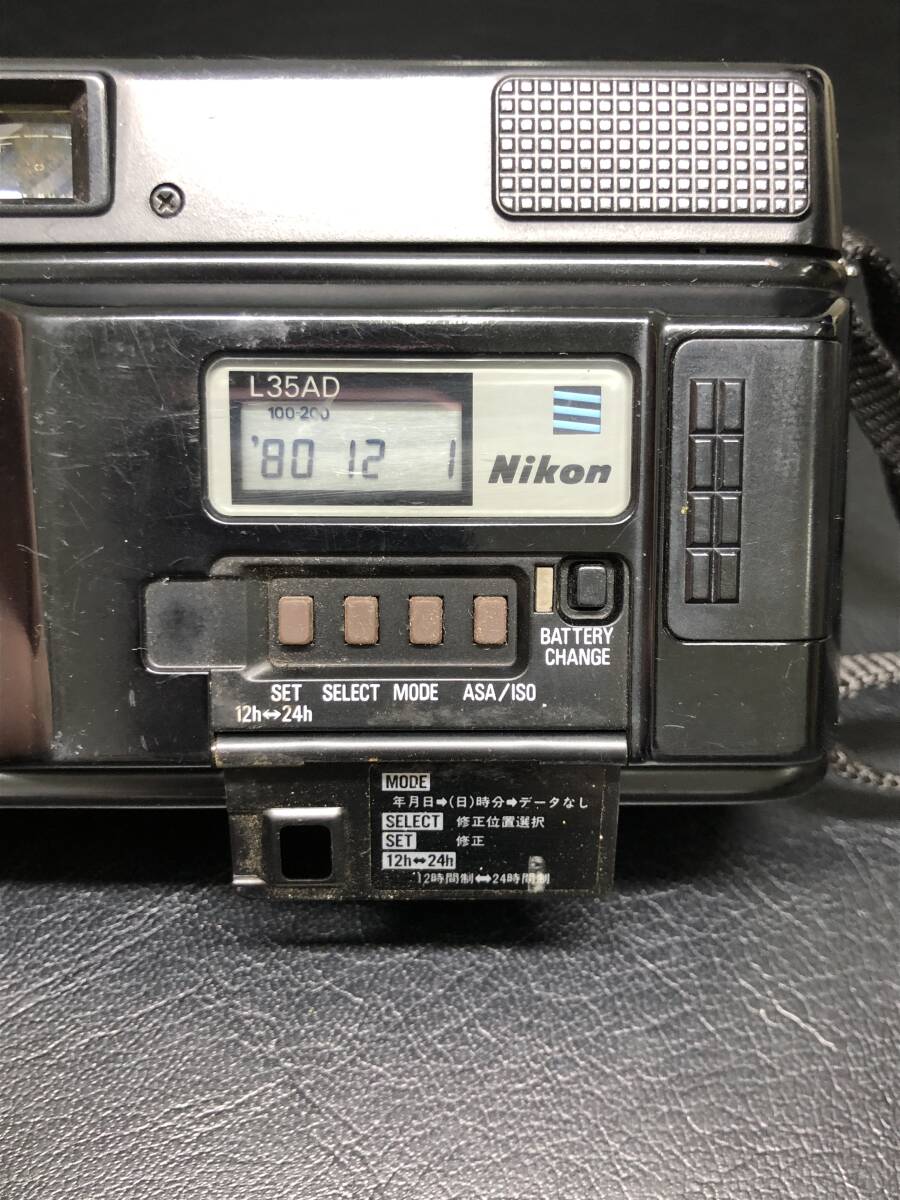 L35AD
100-200
'80 12 1
Nikon
BATTERY
CHANGE
SET SELECT MODE ASA/ISO
12h↔24h
MODE
年月日➡(日)時分➡データなし
SELECT 修正位置選択
SET 修正
12h↔24h
12時間制↔24時間制